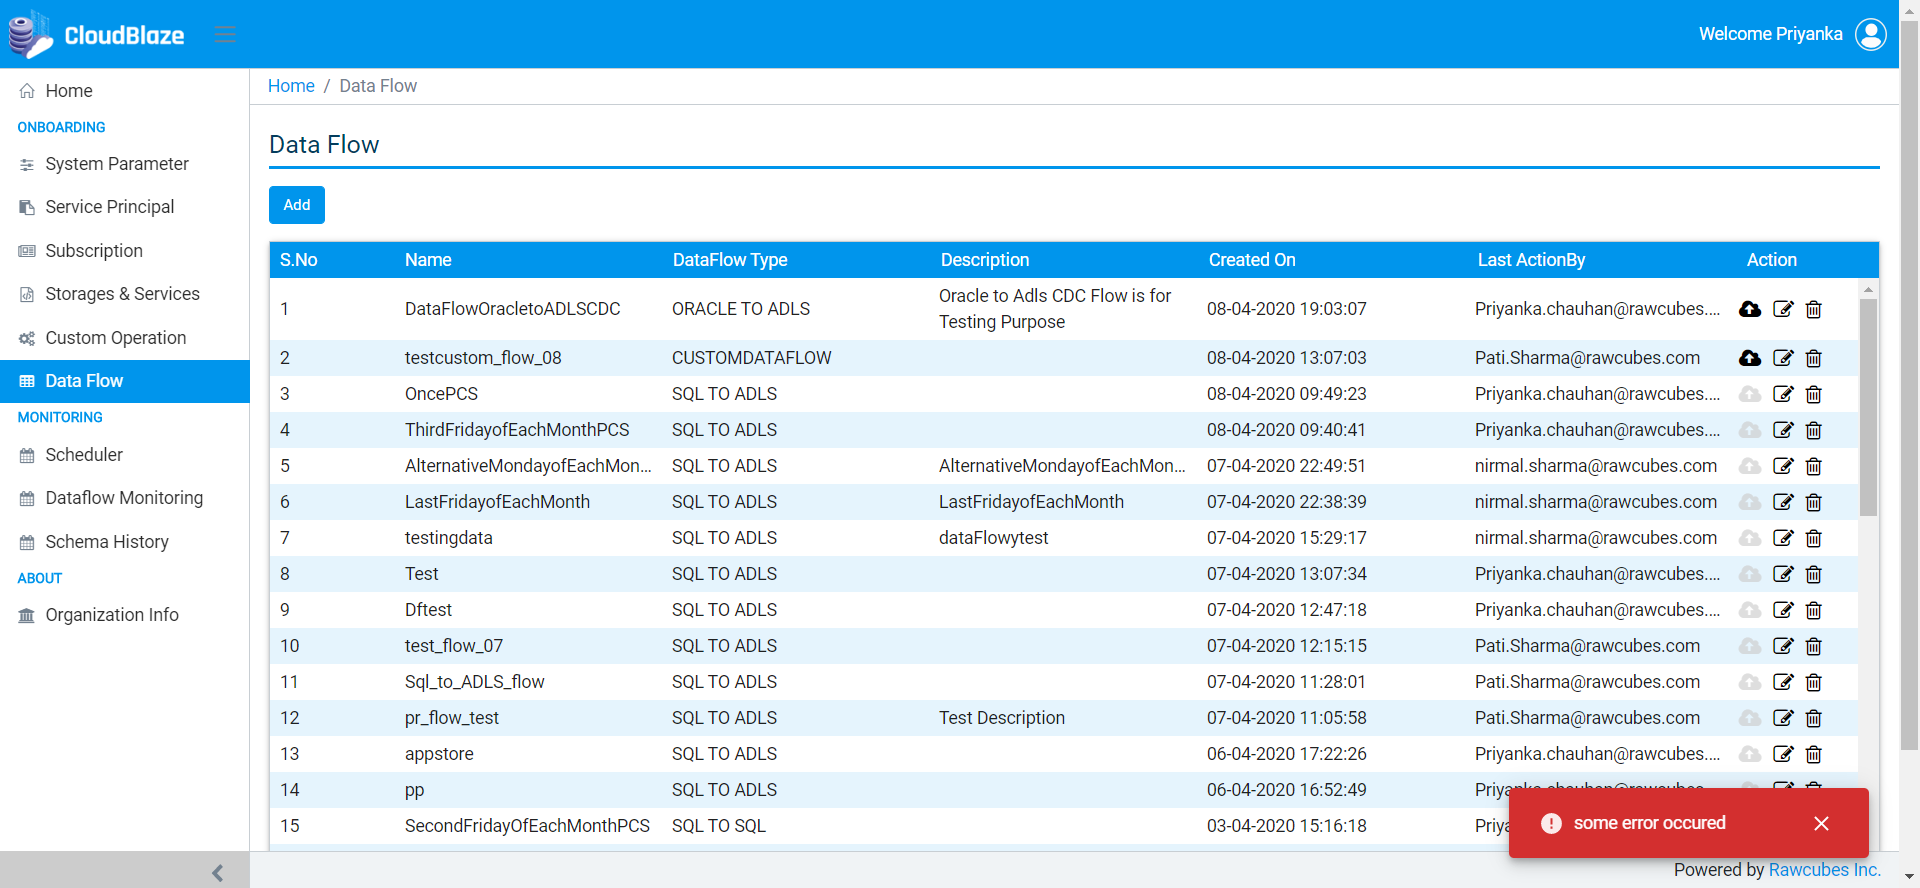 CloudBlaze
Welcome Priyanka
Home
ONBOARDING
System Parameter
Service Principal
Subscription
Storages & Services
Custom Operation
Data Flow
MONITORING
Scheduler
Dataflow Monitoring
Schema History
ABOUT
Organization Info
Home / Data Flow
Data Flow
Add
S.No Name DataFlow Type Description Created On Last ActionBy Action
1 DataFlowOracletoADLSCDC ORACLE TO ADLS Oracle to Adls CDC Flow is for Testing Purpose 08-04-2020 19:03:07 Priyanka.chauhan@rawcubes....
2 testcustom_flow_08 CUSTOMDATAFLOW 08-04-2020 13:07:03 Pati.Sharma@rawcubes.com
3 OncePCS SQL TO ADLS 08-04-2020 09:49:23 Priyanka.chauhan@rawcubes....
4 ThirdFridayofEachMonthPCS SQL TO ADLS 08-04-2020 09:40:41 Priyanka.chauhan@rawcubes....
5 AlternativeMondayofEachMon... SQL TO ADLS AlternativeMondayofEachMon... 07-04-2020 22:49:51 nirmal.sharma@rawcubes.com
6 LastFridayofEachMonth SQL TO ADLS LastFridayofEachMonth 07-04-2020 22:38:39 nirmal.sharma@rawcubes.com
7 testingdata SQL TO ADLS dataFlowytest 07-04-2020 15:29:17 nirmal.sharma@rawcubes.com
8 Test SQL TO ADLS 07-04-2020 13:07:34 Priyanka.chauhan@rawcubes....
9 Dftest SQL TO ADLS 07-04-2020 12:47:18 Priyanka.chauhan@rawcubes....
10 test_flow_07 SQL TO ADLS 07-04-2020 12:15:15 Pati.Sharma@rawcubes.com
11 Sql_to_ADLS_flow SQL TO ADLS 07-04-2020 11:28:01 Pati.Sharma@rawcubes.com
12 pr_flow_test SQL TO ADLS Test Description 07-04-2020 11:05:58 Pati.Sharma@rawcubes.com
13 appstore SQL TO ADLS 06-04-2020 17:22:26 Priyanka.chauhan@rawcubes....
14 pp SQL TO ADLS 06-04-2020 16:52:49
15 SecondFridayOfEachMonthPCS SQL TO SQL 03-04-2020 15:16:18
some error occured
Powered by Rawcubes Inc.